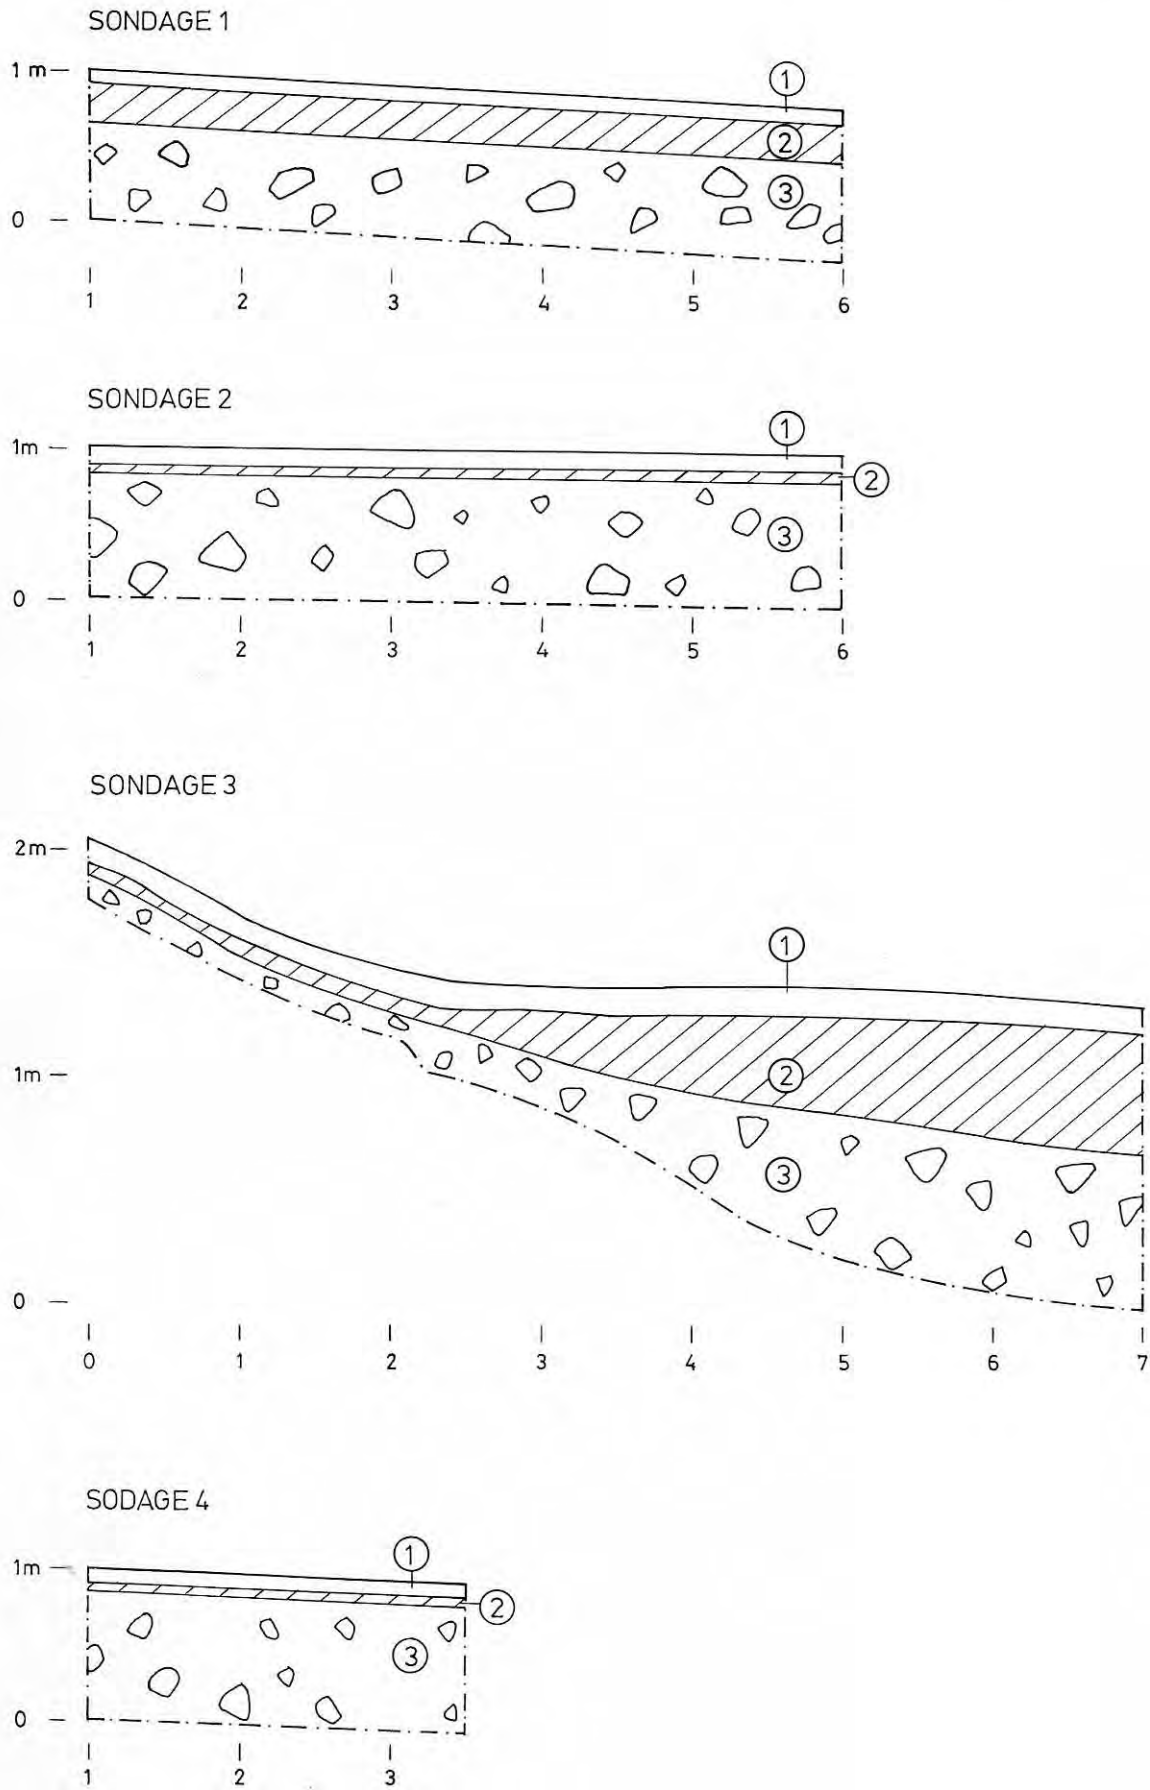 SONDAGE 1
1 m —
①
②
③
0 —
1 2 3 4 5 6
SONDAGE 2
1m —
①
②
③
0 —
1 2 3 4 5 6
SONDAGE 3
2m —
①
1m —
②
③
0 —
0 1 2 3 4 5 6 7
SODAGE 4
1m —
①
②
③
0 —
1 2 3